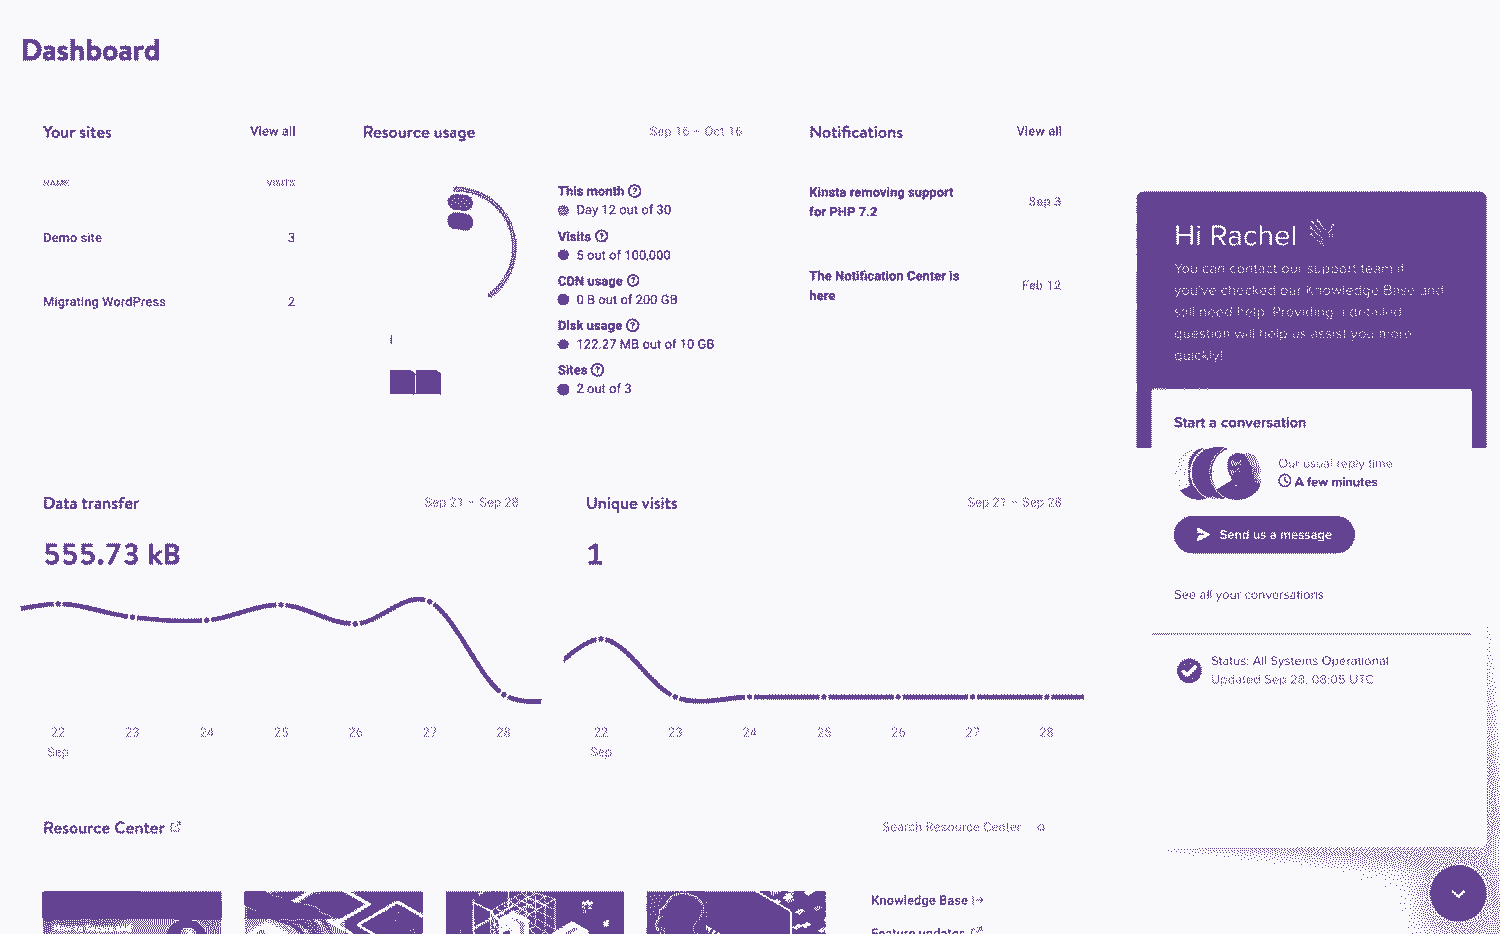 Dashboard
Your sites
View all
NAME
VISITS
Demo site
3
Migrating WordPress
2
Resource usage
Sep 16 - Oct 16
This month
Day 12 out of 30
Visits
5 out of 100,000
CDN usage
0 B out of 200 GB
Disk usage
122.27 MB out of 10 GB
Sites
2 out of 3
Notifications
View all
Kinsta removing support
for PHP 7.2
Sep 3
The Notification Center is
here
Feb 12
Data transfer
Sep 21 - Sep 28
555.73 kB
22
23
24
25
26
27
28
Sep
Unique visits
Sep 21 - Sep 28
1
22
23
24
25
26
27
28
Sep
Resource Center
Search Resource Center
Knowledge Base
Feature updates
Hi Rachel
You can contact our support team if
you've checked our Knowledge Base and
still need help. Providing a detailed
question will help us assist you more
quickly!
Start a conversation
Our usual reply time
A few minutes
Send us a message
See all your conversations
Status: All Systems Operational
Updated Sep 28, 08:05 UTC